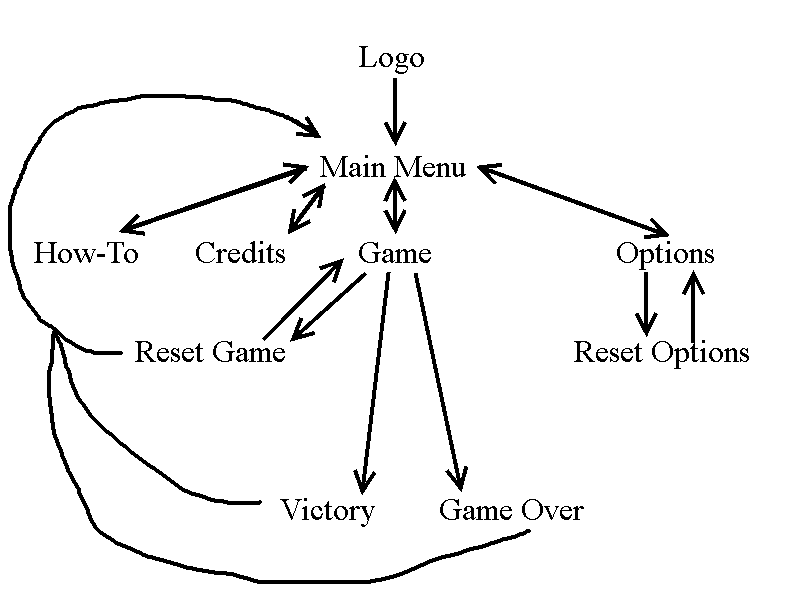 Logo
Main Menu
How-To
Credits
Game
Options
Reset Game
Reset Options
Victory
Game Over